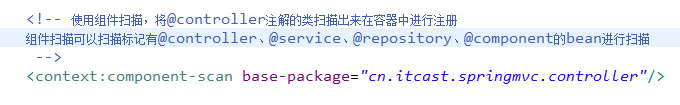 <!-- 使用组件扫描，将@controller注解的类扫描出来在容器中进行注册
组件扫描可以扫描标记有@controller、@service、@repository、@component的bean进行扫描
-->
<context:component-scan base-package="cn.itcast.springmvc.controller"/>